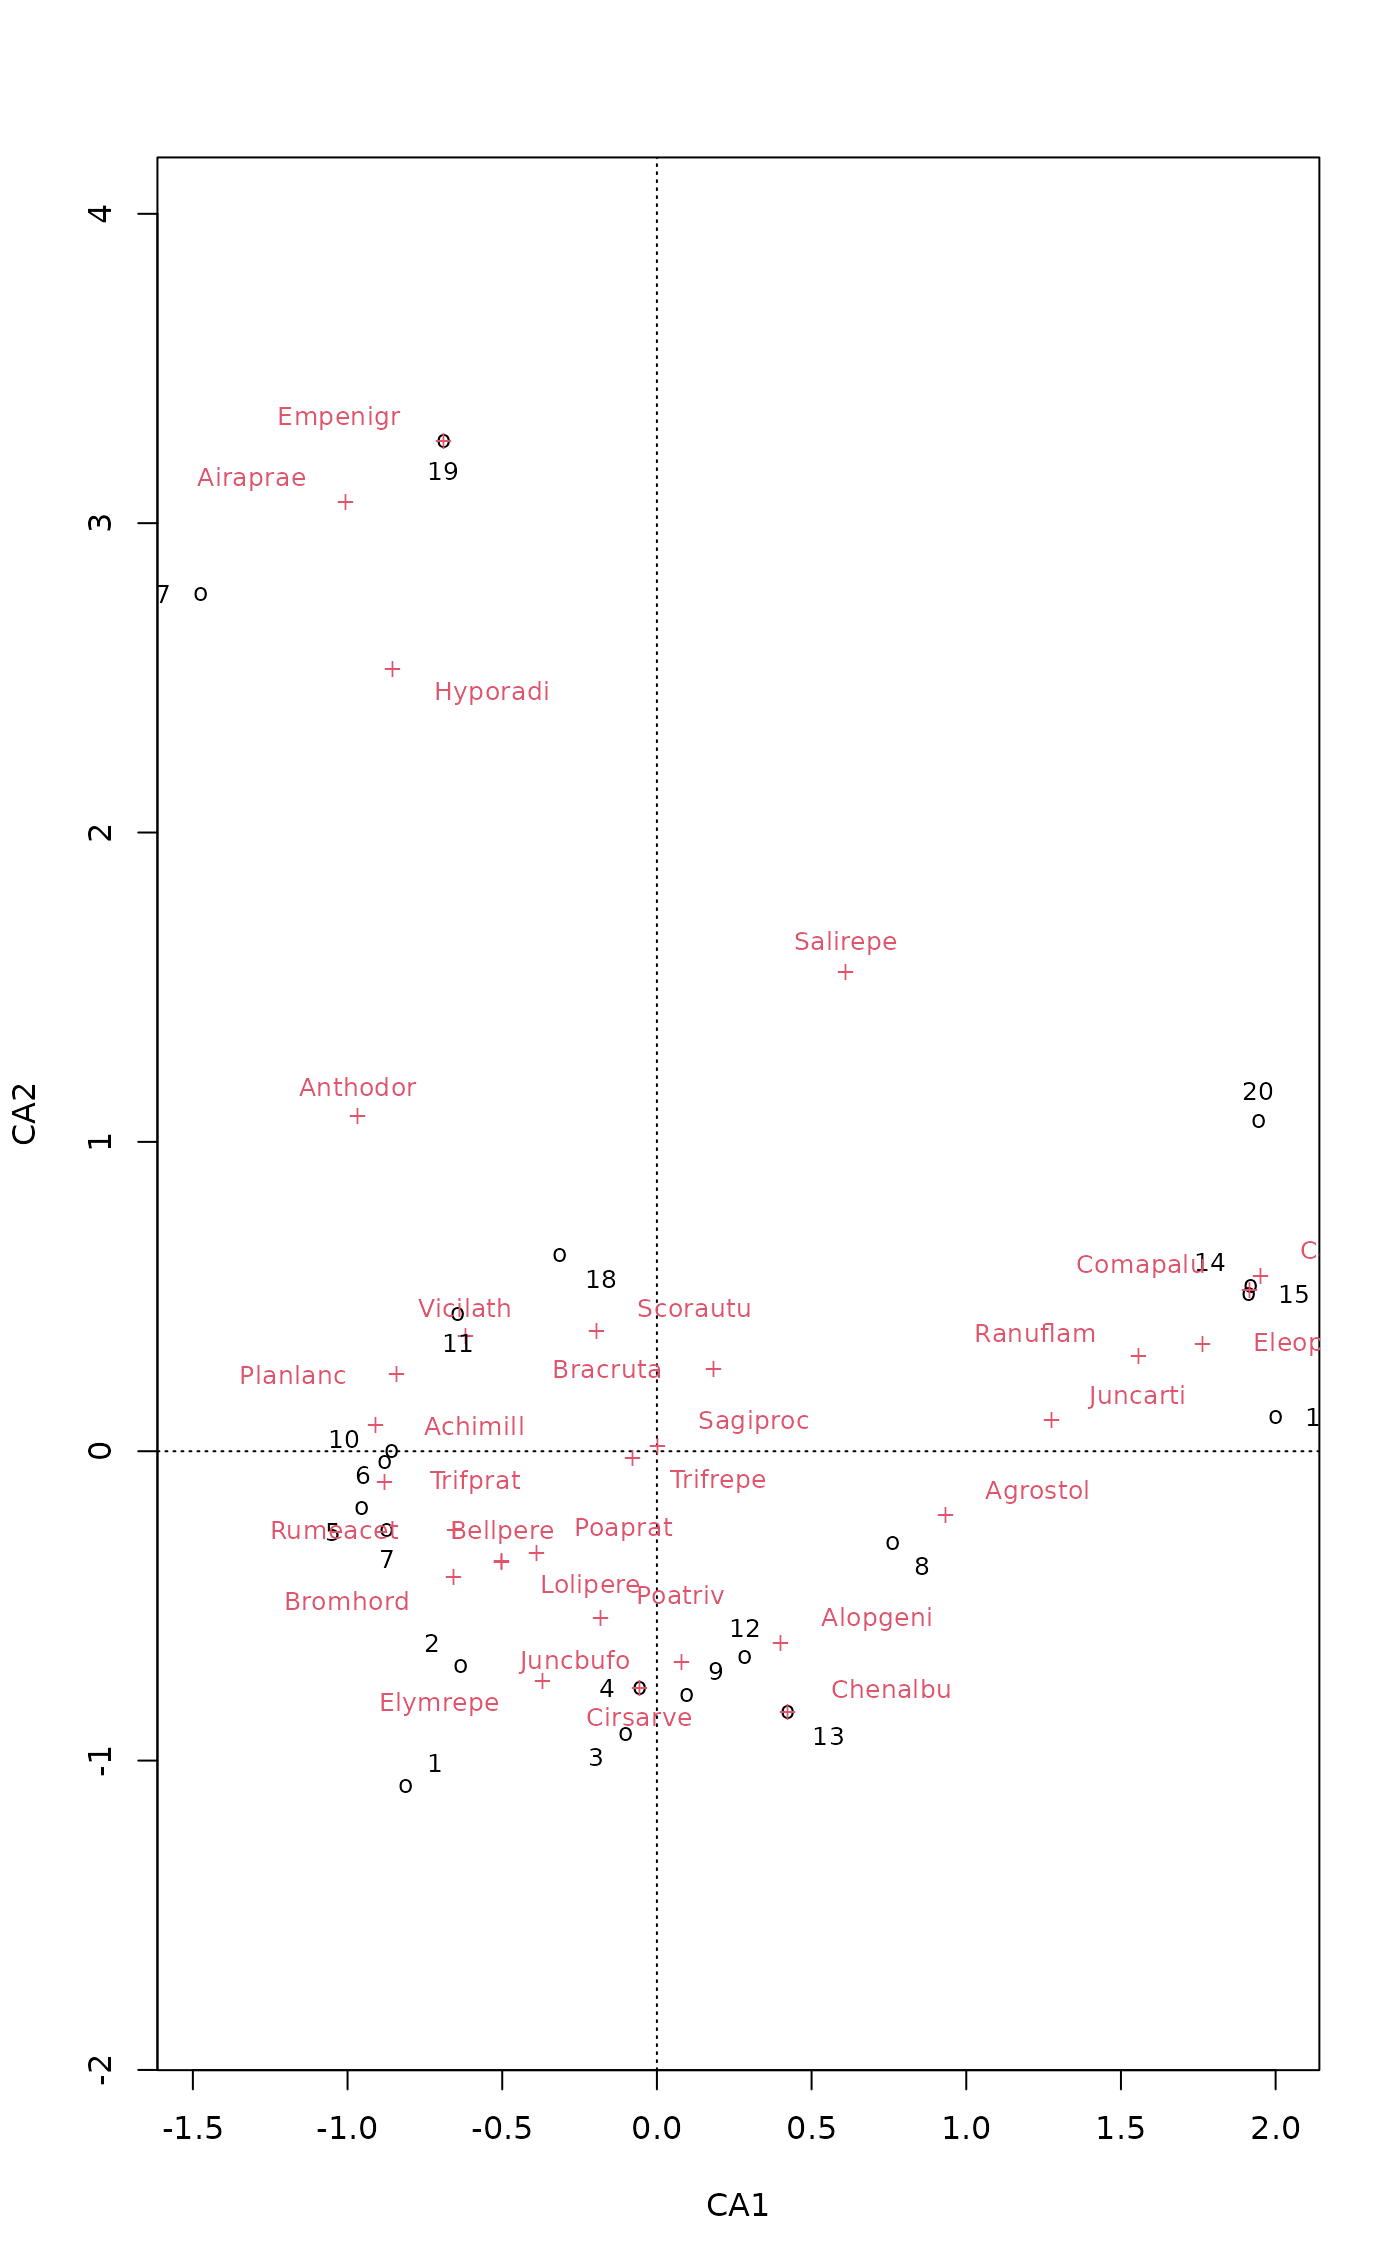 4
Empenigr
19
Airaprae
3
7
Hyporadi
2
Salirepe
Anthodor
20
CA2
1
14
Comapalu
C
18
15
Vicilath
Scorautu
11
Ranuflam
Eleop
Bracruta
Planlanc
Juncarti
1
Sagiproc
Achimill
10
0
6
Trifprat
Trifrepe
Agrostol
Rumeacet
5
Bellpere
Poaprat
7
8
Lolipere
Poatriv
Bromhord
Alopgeni
12
2
Juncbufo
9
4
Chenalbu
Elymrepe
Cirsarve
13
3
1
-1
-2
-1.5 -1.0 -0.5 0.0 0.5 1.0 1.5 2.0
CA1